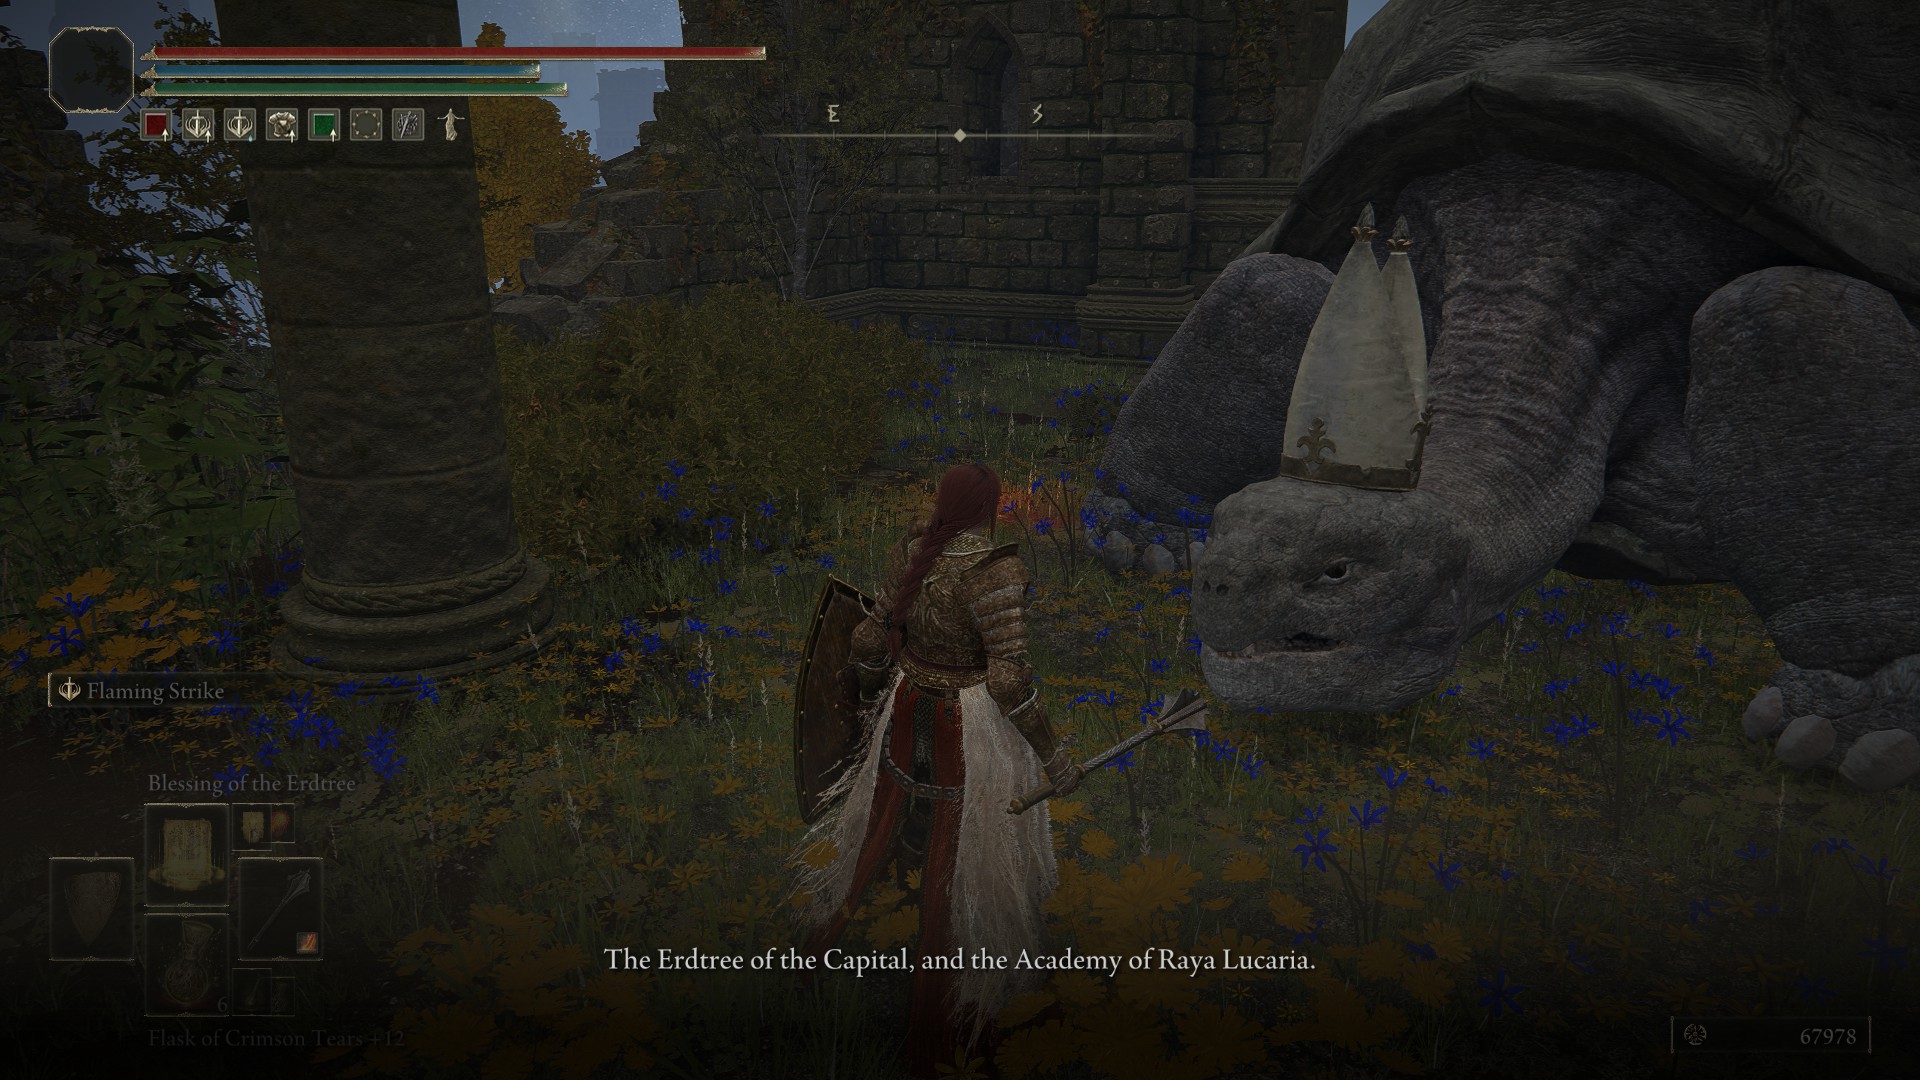 E
S
Flaming Strike
Blessing of the Erdtree
6
Flask of Crimson Tears +12
The Erdtree of the Capital, and the Academy of Raya Lucaria.
67978